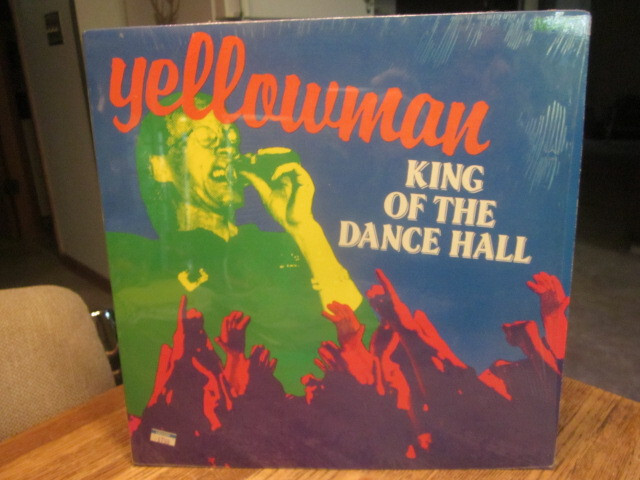 yellowman
KING
OF THE
DANCE HALL